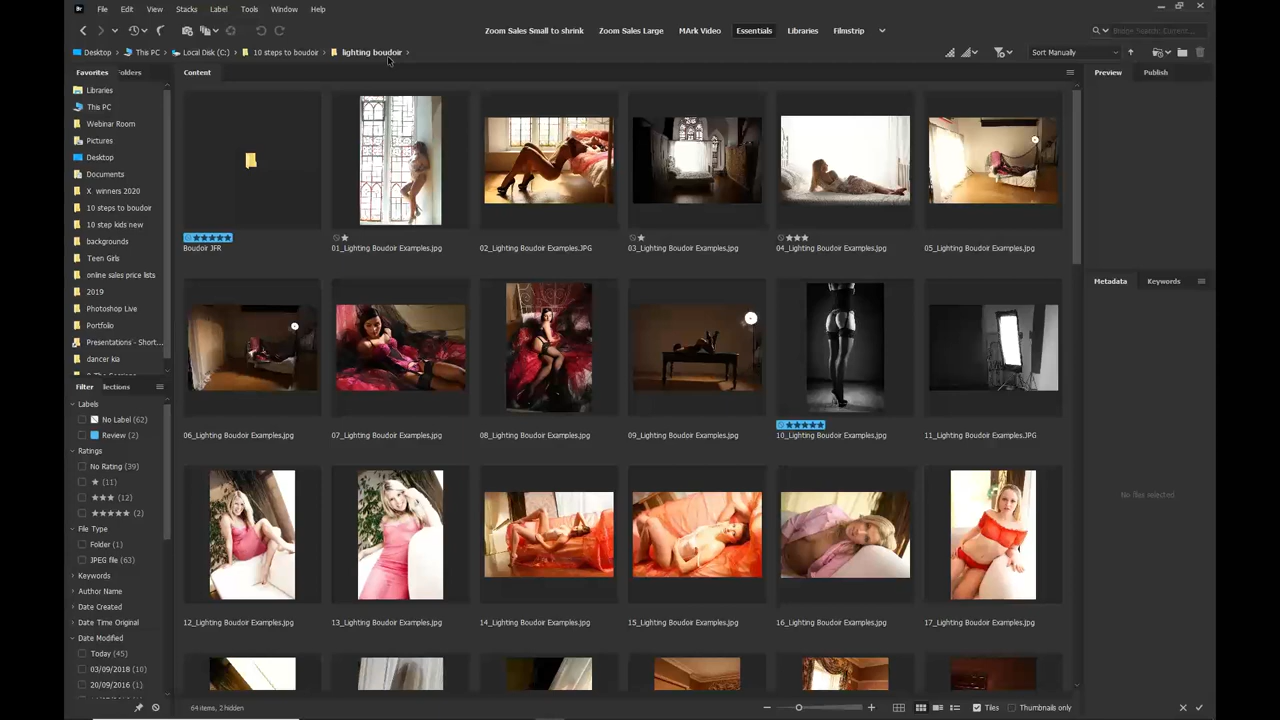 Br File Edit View Stacks Label Tools Window Help
Zoom Sales Small to shrink Zoom Sales Large MArk Video Essentials Libraries Filmstrip
Desktop > This PC > Local Disk (C:) > 10 steps to boudoir > lighting boudoir >
Sort Manually
Favorites Folders
Content
Preview Publish
Libraries
This PC
Webinar Room
Pictures
Desktop
Documents
X winners 2020
10 steps to boudoir
10 step kids new
backgrounds
Teen Girls
online sales price lists
2019
Photoshop Live
Portfolio
Presentations - Short...
dancer kia
Boudoir JFR
01_Lighting Boudoir Examples.jpg
02_Lighting Boudoir Examples.JPG
03_Lighting Boudoir Examples.jpg
04_Lighting Boudoir Examples.jpg
05_Lighting Boudoir Examples.jpg
Metadata Keywords
No files selected
Filter
Labels
No Label (62)
Review (2)
Ratings
No Rating (39)
★ (11)
★★★ (12)
★★★★★ (2)
File Type
Folder (1)
JPEG file (63)
Keywords
Author Name
Date Created
Date Time Original
Date Modified
Today (45)
03/09/2018 (10)
20/09/2016 (1)
06_Lighting Boudoir Examples.jpg
07_Lighting Boudoir Examples.jpg
08_Lighting Boudoir Examples.jpg
09_Lighting Boudoir Examples.jpg
10_Lighting Boudoir Examples.jpg
11_Lighting Boudoir Examples.JPG
12_Lighting Boudoir Examples.jpg
13_Lighting Boudoir Examples.jpg
14_Lighting Boudoir Examples.jpg
15_Lighting Boudoir Examples.jpg
16_Lighting Boudoir Examples.jpg
17_Lighting Boudoir Examples.jpg
64 items, 2 hidden
Tiles Thumbnails only